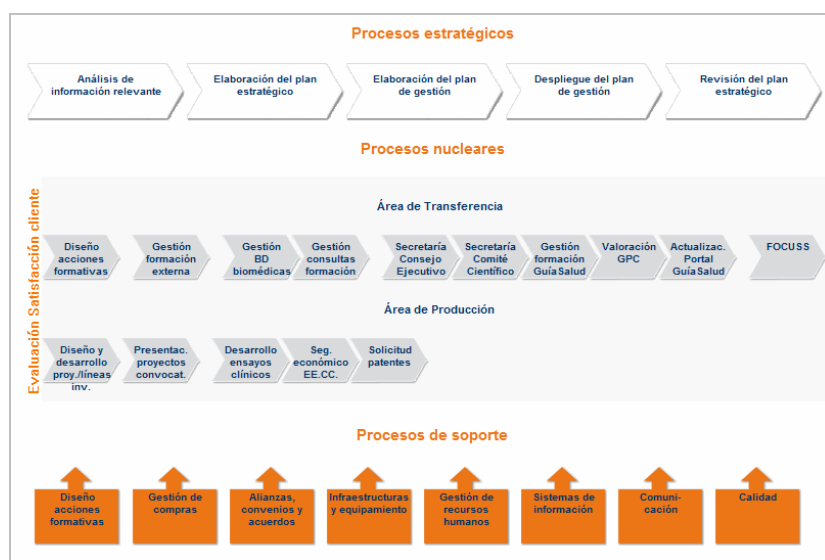 Procesos estratégicos
Análisis de
información relevante
Elaboración del plan
estratégico
Elaboración del plan
de gestión
Despliegue del plan
de gestión
Revisión del plan
estratégico
Procesos nucleares
Evaluación Satisfacción cliente
Área de Transferencia
Diseño
acciones
formativas
Gestión
formación
externa
Gestión
BD
biomédicas
Gestión
consultas
formación
Secretaría
Consejo
Ejecutivo
Secretaría
Comité
Científico
Gestión
formación
GuíaSalud
Valoración
GPC
Actualizac.
Portal
GuíaSalud
FOCUSS
Área de Producción
Diseño y
desarrollo
proy./líneas
inv.
Presentac.
proyectos
convocat.
Desarrollo
ensayos
clínicos
Seg.
económico
EE.CC.
Solicitud
patentes
Procesos de soporte
Diseño
acciones
formativas
Gestión de
compras
Alianzas,
convenios y
acuerdos
Infraestructuras
y equipamiento
Gestión de
recursos
humanos
Sistemas de
información
Comuni-
cación
Calidad